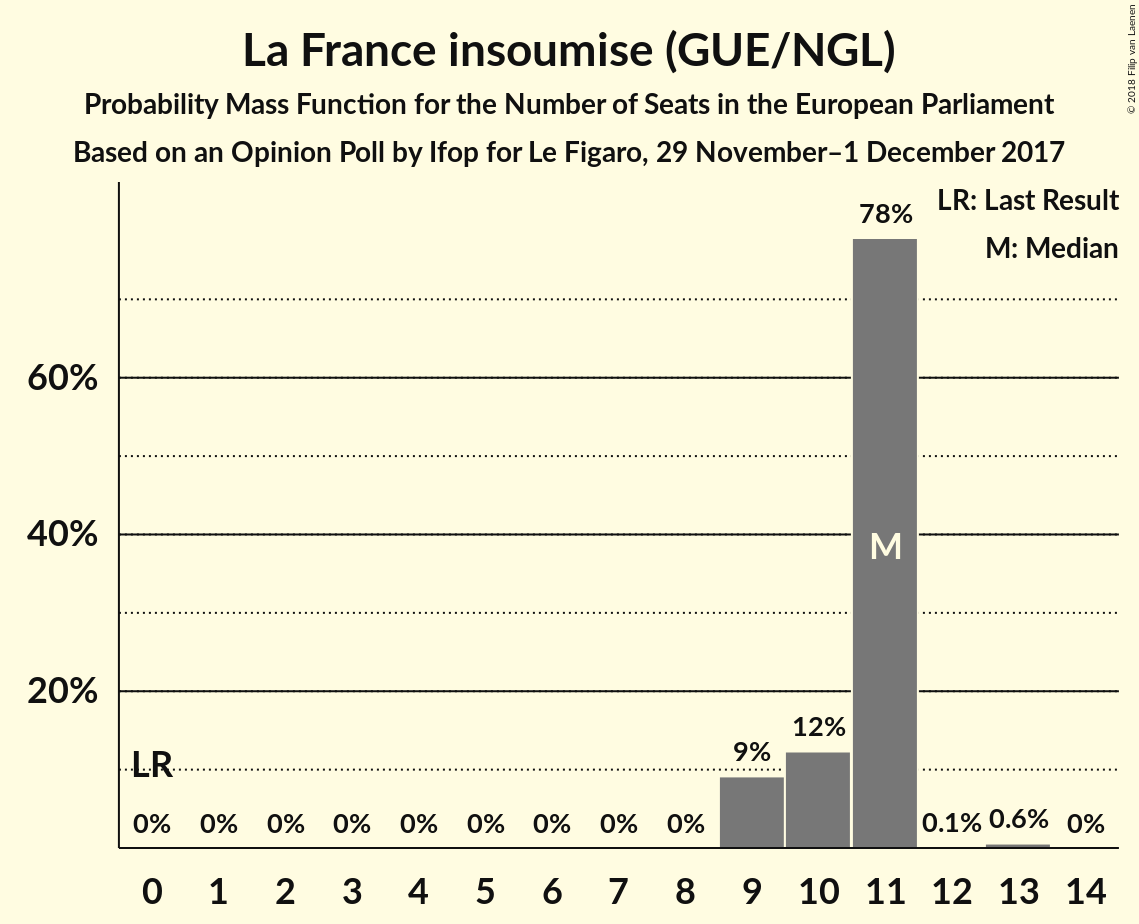 La France insoumise (GUE/NGL)
Probability Mass Function for the Number of Seats in the European Parliament
Based on an Opinion Poll by Ifop for Le Figaro, 29 November–1 December 2017
© 2018 Filip van Laenen
LR: Last Result
M: Median
78%
60%
40%
M
20%
12%
9%
LR
0% 0% 0% 0% 0% 0% 0% 0% 0% 0.1% 0.6% 0%
0 1 2 3 4 5 6 7 8 9 10 11 12 13 14